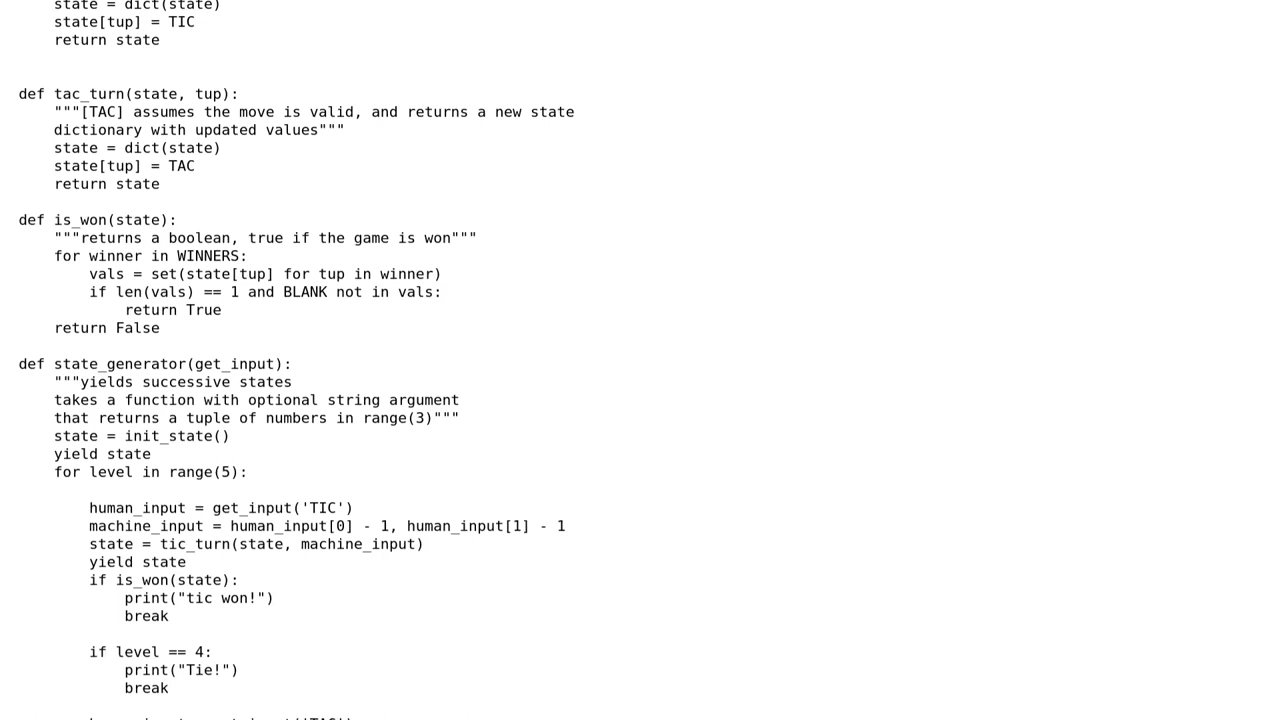 state = dict(state)
    state[tup] = TIC
    return state


def tac_turn(state, tup):
    """[TAC] assumes the move is valid, and returns a new state
    dictionary with updated values"""
    state = dict(state)
    state[tup] = TAC
    return state

def is_won(state):
    """returns a boolean, true if the game is won"""
    for winner in WINNERS:
        vals = set(state[tup] for tup in winner)
        if len(vals) == 1 and BLANK not in vals:
            return True
    return False

def state_generator(get_input):
    """yields successive states
    takes a function with optional string argument
    that returns a tuple of numbers in range(3)"""
    state = init_state()
    yield state
    for level in range(5):

        human_input = get_input('TIC')
        machine_input = human_input[0] - 1, human_input[1] - 1
        state = tic_turn(state, machine_input)
        yield state
        if is_won(state):
            print("tic won!")
            break

        if level == 4:
            print("Tie!")
            break